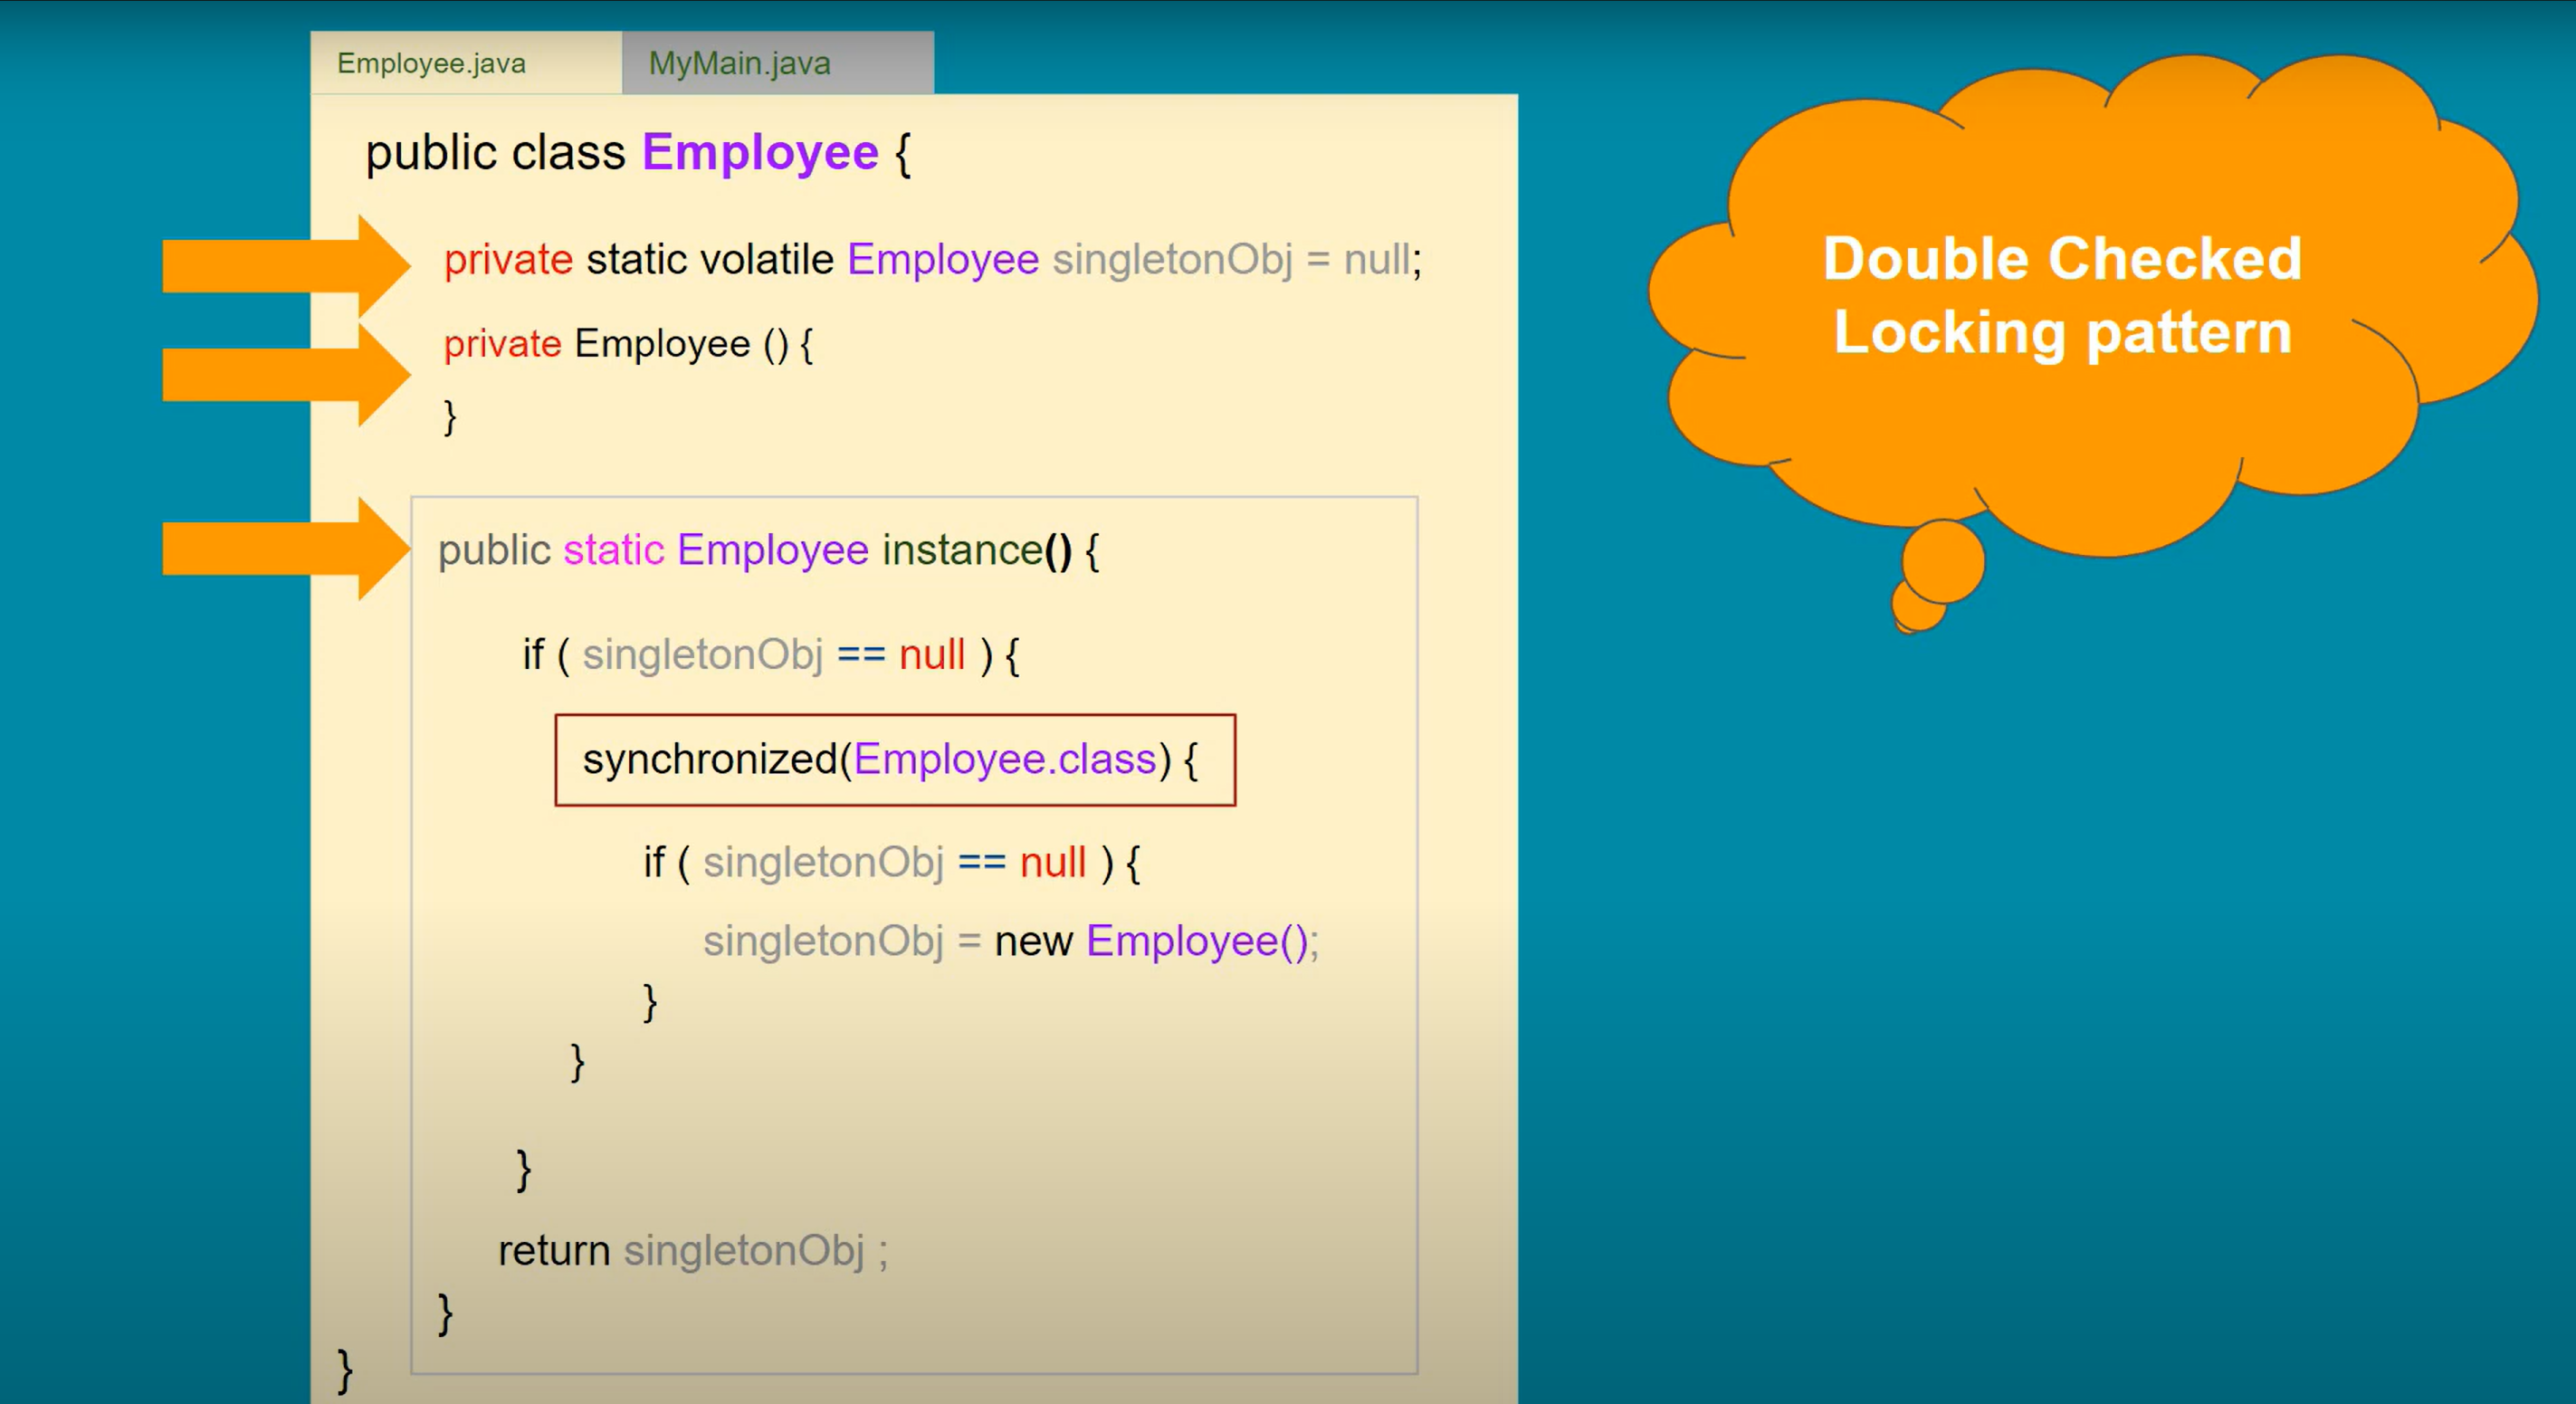 Employee.java
MyMain.java
public class Employee {
private static volatile Employee singletonObj = null;
private Employee () {
}
public static Employee instance() {
if ( singletonObj == null ) {
synchronized(Employee.class) {
if ( singletonObj == null ) {
singletonObj = new Employee();
}
}
}
return singletonObj ;
}
}
Double Checked
Locking pattern